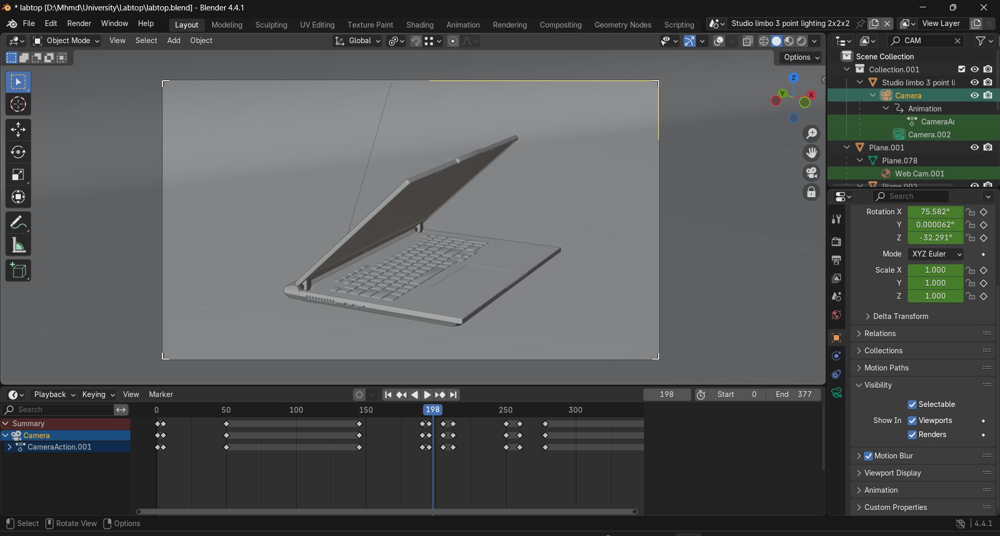 * labtop [D:\Mhmd\University\Labtop\labtop.blend] - Blender 4.4.1
File Edit Render Window Help
Layout Modeling Sculpting UV Editing Texture Paint Shading Animation Rendering Compositing Geometry Nodes Scripting
Studio limbo 3 point lighting 2x2x2
View Layer
Object Mode View Select Add Object
Global
CAM
Options
Z
Y
X
Scene Collection
Collection.001
Studio limbo 3 point li
Camera
Animation
CameraAc
Camera.002
Plane.001
Plane.078
Web Cam.001
Plane.002
Search
Rotation X 75.582°
Y 0.000062°
Z -32.291°
Mode XYZ Euler
Scale X 1.000
Y 1.000
Z 1.000
Delta Transform
Relations
Collections
Motion Paths
Visibility
Selectable
Show In Viewports
Renders
Motion Blur
Viewport Display
Animation
Custom Properties
Playback Keying View Marker
198 Start 0 End 377
Search
0 50 100 150 198 250 300
Summary
Camera
CameraAction.001
Select Rotate View Options
4.4.1